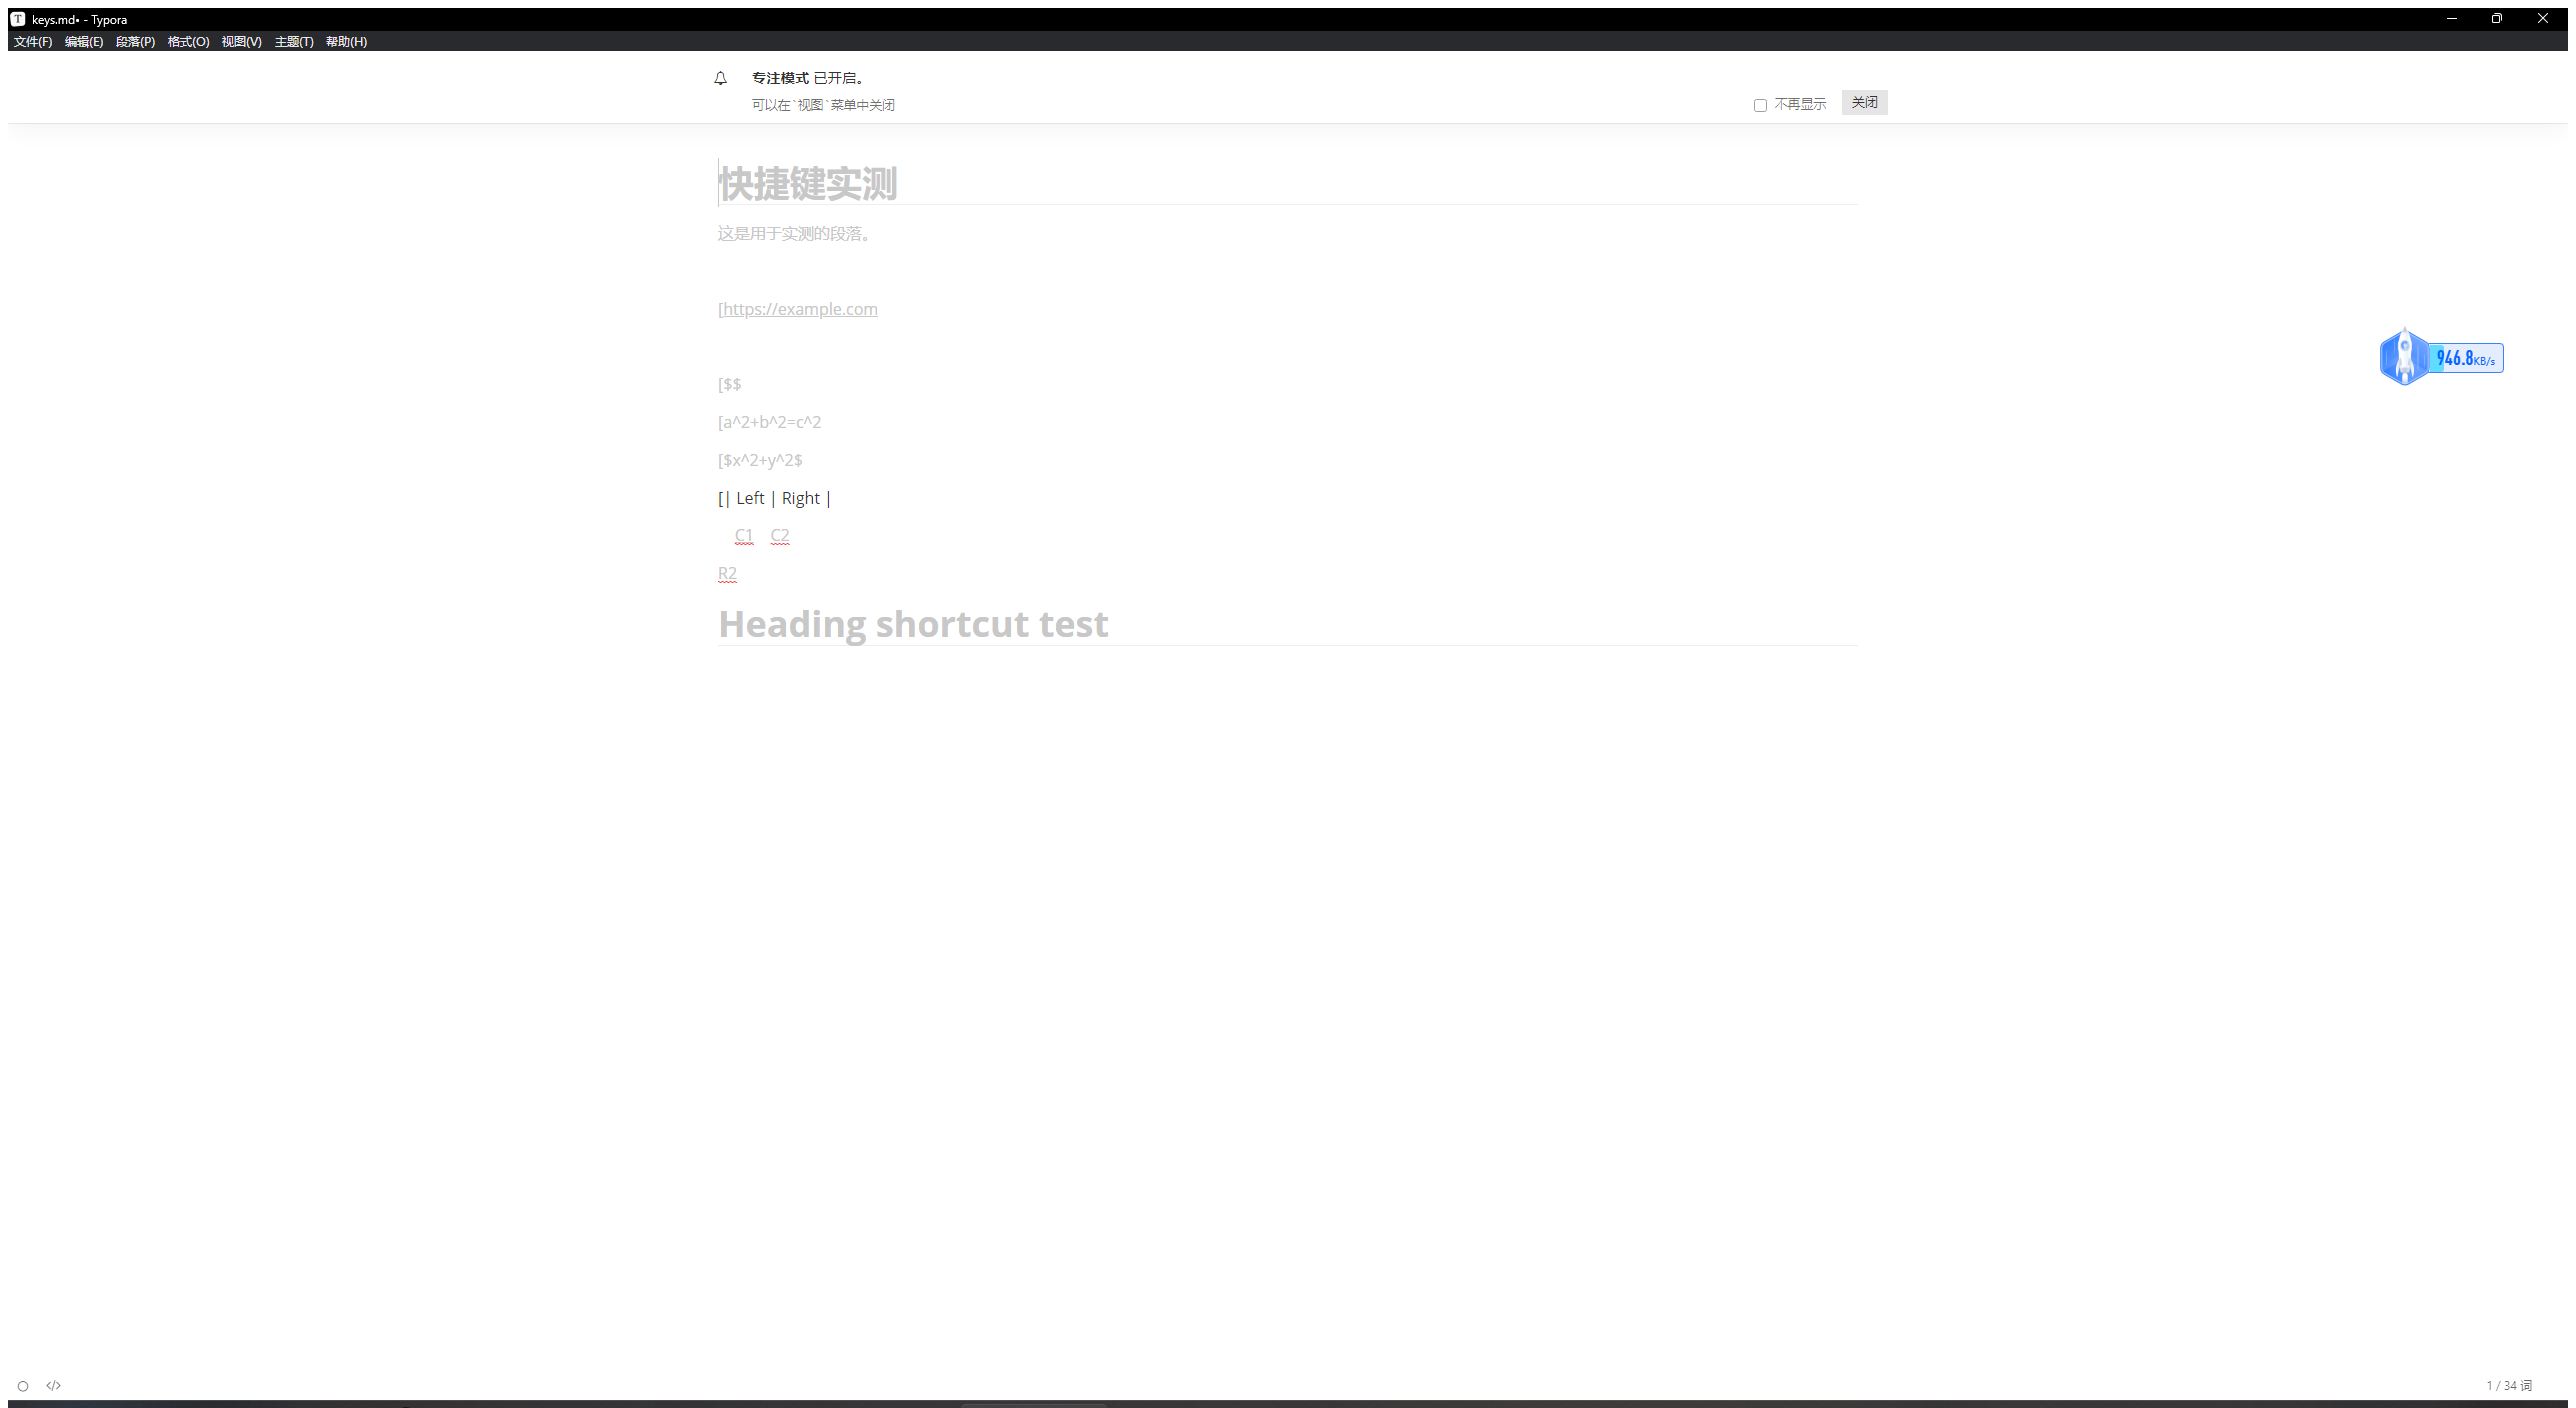 keys.md• - Typora
文件(F) 编辑(E) 段落(P) 格式(O) 视图(V) 主题(T) 帮助(H)
专注模式 已开启。
可以在`视图`菜单中关闭
不再显示 关闭
快捷键实测
这是用于实测的段落。
[https://example.com
946.8KB/s
[$$
[a^2+b^2=c^2
[$x^2+y^2$
[| Left | Right |
C1 C2
R2
Heading shortcut test
</> 1 / 34 词